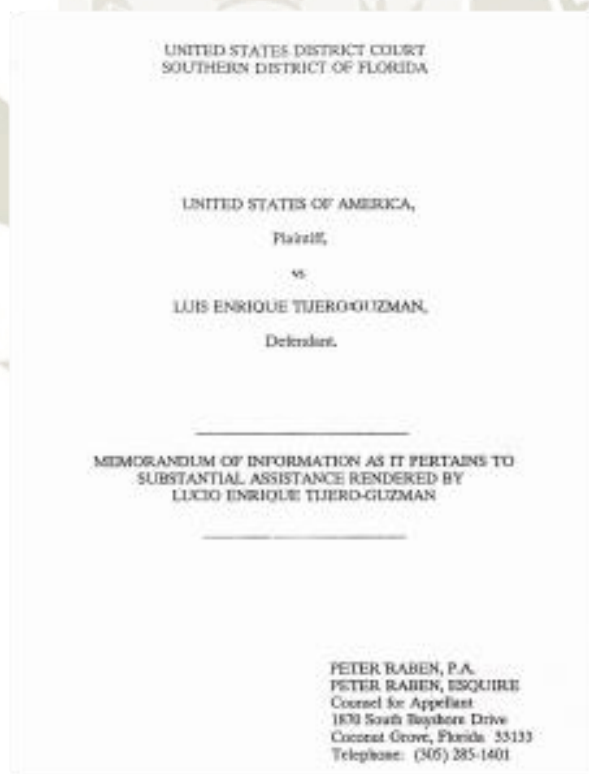 UNITED STATES DISTRICT COURT
SOUTHERN DISTRICT OF FLORIDA
UNITED STATES OF AMERICA,
Plaintiff,
vs
LUIS ENRIQUE TIJERO-GUZMAN,
Defendant.
MEMORANDUM OF INFORMATION AS IT PERTAINS TO
SUBSTANTIAL ASSISTANCE RENDERED BY
LUCIO ENRIQUE TIJERO-GUZMAN
PETER RABEN, P.A.
PETER RABEN, ESQUIRE
Counsel for Appellant
1870 South Bayshore Drive
Coconut Grove, Florida 33133
Telephone: (305) 285-1401